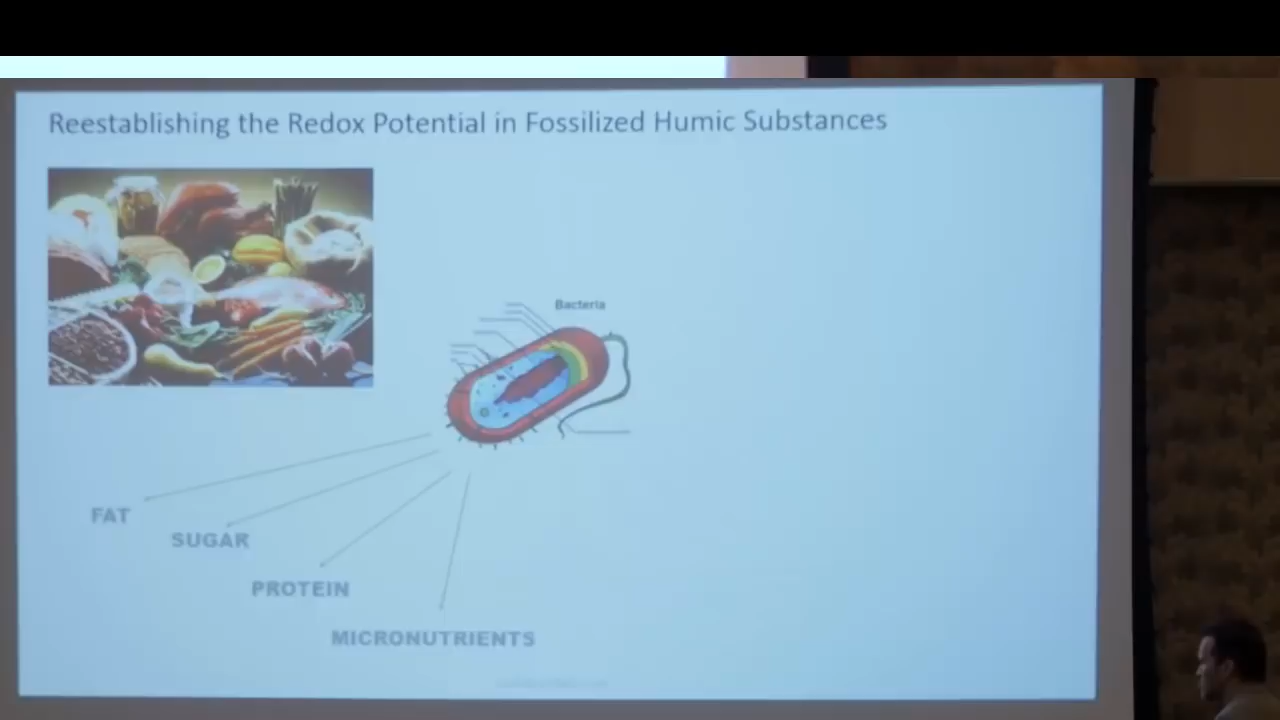 Reestablishing the Redox Potential in Fossilized Humic Substances
Bacteria
FAT
SUGAR
PROTEIN
MICRONUTRIENTS